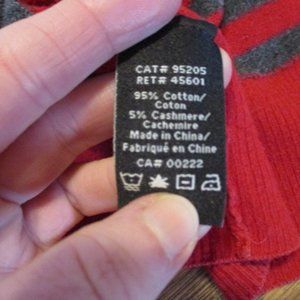 CAT# 95205
RET# 45601
95% Cotton/
Coton
5% Cashmere/
Cachemire
Made in China/
Fabriqué en Chine
CA# 00222